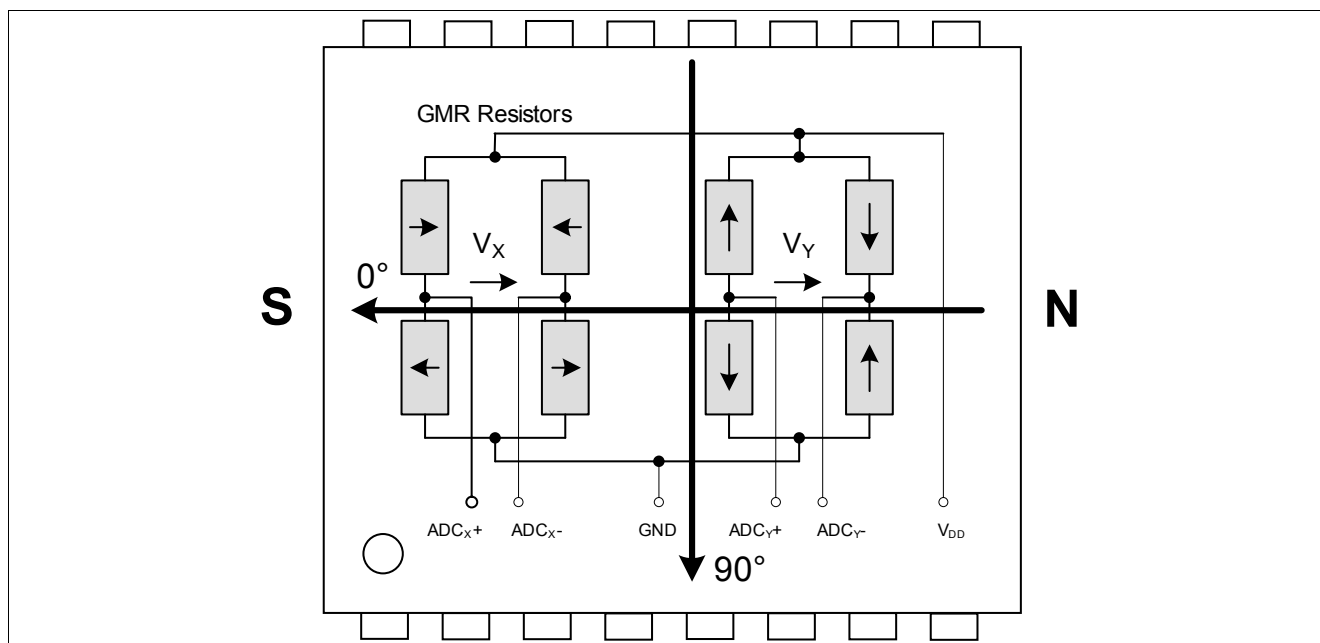 GMR Resistors
V_X
V_Y
0°
S
N
ADC_X+
ADC_X-
GND
ADC_Y+
ADC_Y-
V_DD
90°